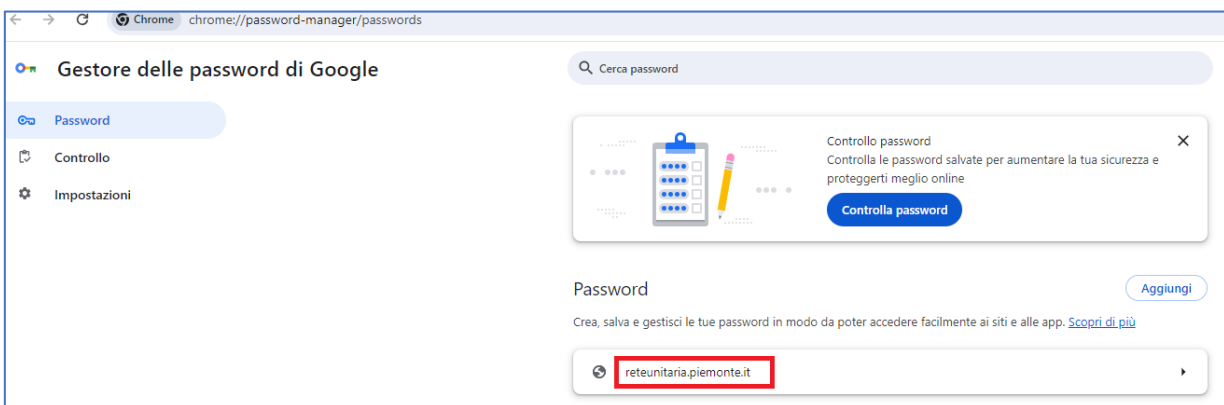 Chrome chrome://password-manager/passwords
Gestore delle password di Google
Cerca password
Password
Controllo
Impostazioni
Controllo password
Controlla le password salvate per aumentare la tua sicurezza e
proteggerti meglio online
Controlla password
Password
Aggiungi
Crea, salva e gestisci le tue password in modo da poter accedere facilmente ai siti e alle app. Scopri di più
reteunitaria.piemonte.it